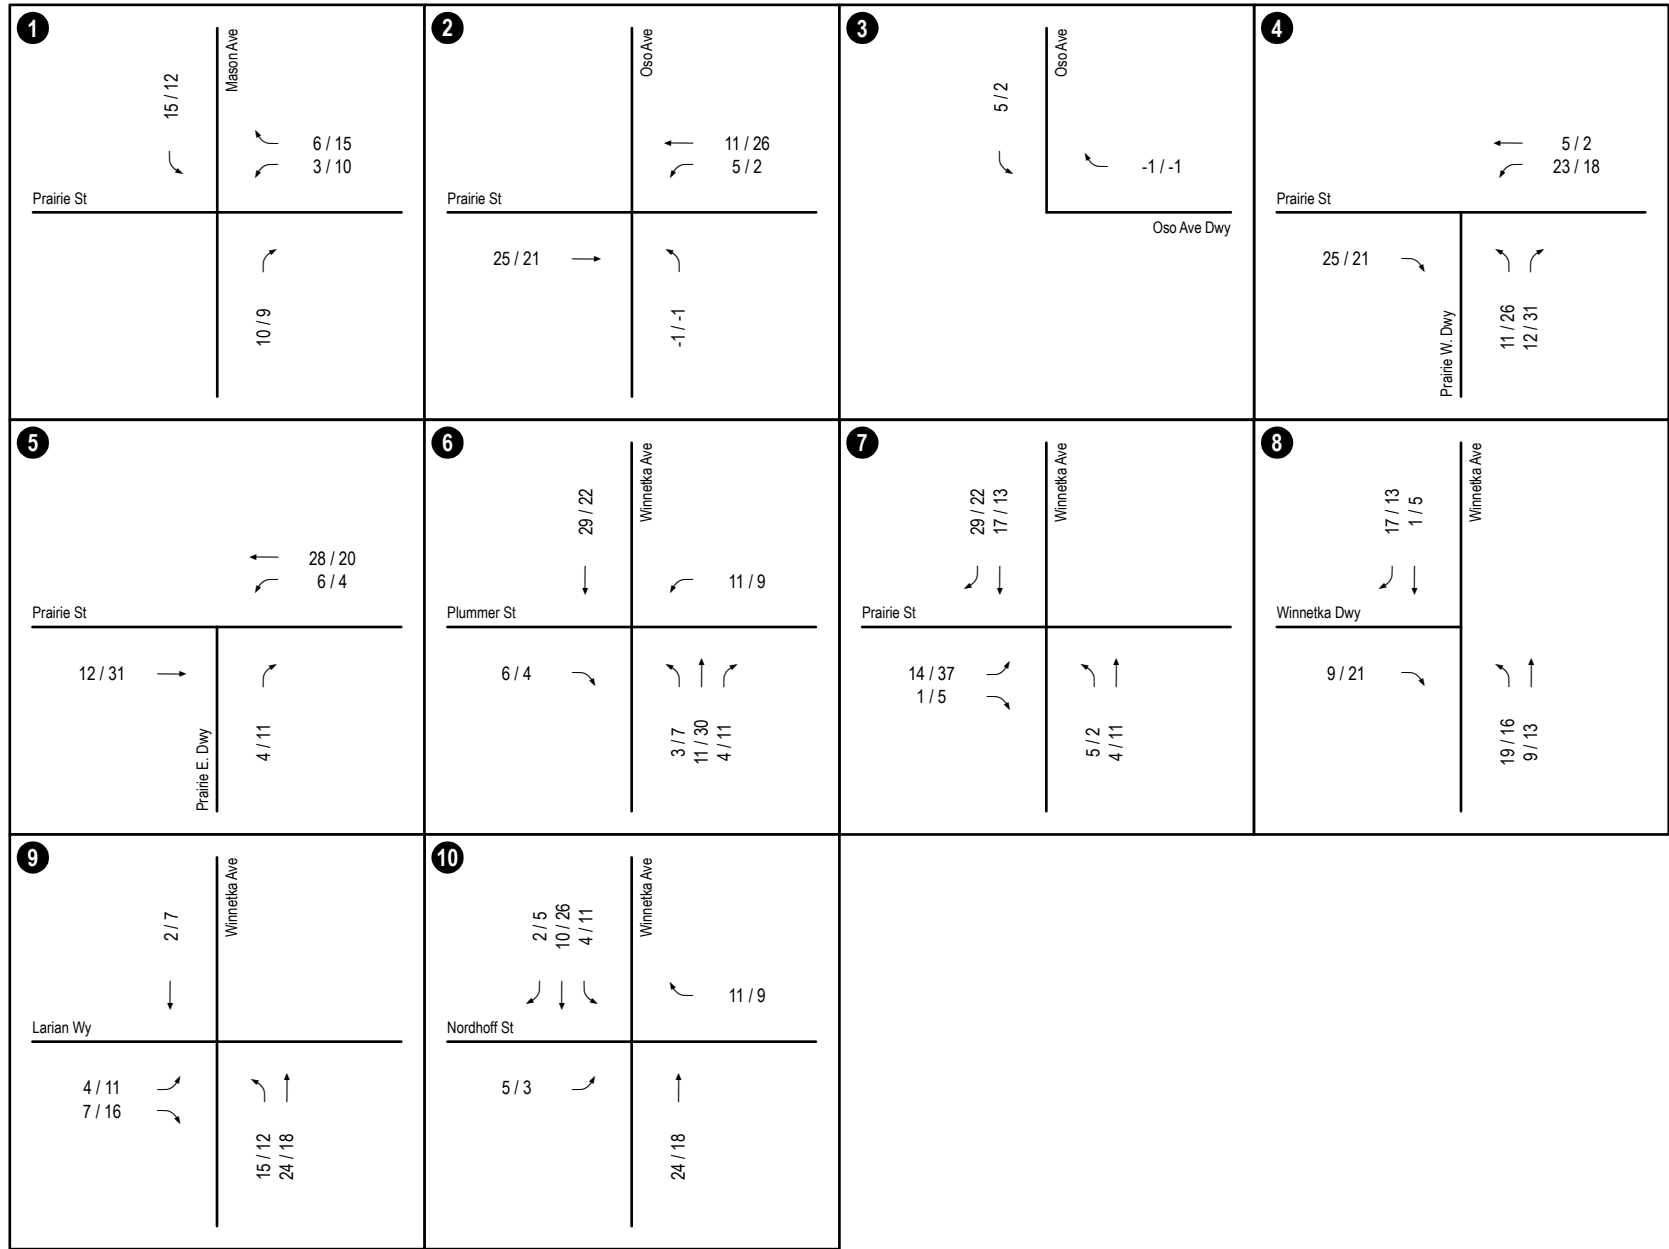 1
Mason Ave
15 / 12
6 / 15
3 / 10
Prairie St
10 / 9
2
Oso Ave
11 / 26
5 / 2
Prairie St
25 / 21
-1 / -1
3
Oso Ave
5 / 2
-1 / -1
Oso Ave Dwy
4
5 / 2
23 / 18
Prairie St
25 / 21
Prairie W. Dwy
11 / 26
12 / 31
5
28 / 20
6 / 4
Prairie St
12 / 31
Prairie E. Dwy
4 / 11
6
Winnetka Ave
29 / 22
11 / 9
Plummer St
6 / 4
3 / 7
11 / 30
4 / 11
7
Winnetka Ave
29 / 22
17 / 13
Prairie St
14 / 37
1 / 5
5 / 2
4 / 11
8
Winnetka Ave
17 / 13
1 / 5
Winnetka Dwy
9 / 21
19 / 16
9 / 13
9
Winnetka Ave
2 / 7
Larian Wy
4 / 11
7 / 16
15 / 12
24 / 18
10
Winnetka Ave
2 / 5
10 / 26
4 / 11
11 / 9
Nordhoff St
5 / 3
24 / 18